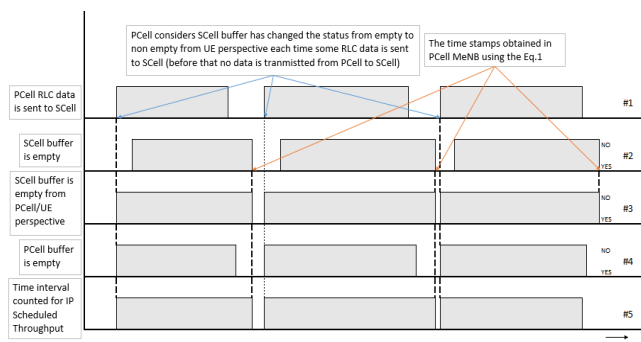 PCell considers SCell buffer has changed the status from empty to
non empty from UE perspective each time some RLC data is sent
to SCell (before that no data is tranmistted from PCell to SCell)
The time stamps obtained in
PCell MeNB using the Eq.1
PCell RLC data
is sent to SCell
#1
SCell buffer
is empty
NO
#2
YES
SCell buffer is
empty from
PCell/UE
perspective
NO
#3
YES
PCell buffer
is empty
NO
#4
YES
Time interval
counted for IP
Scheduled
Throughput
#5